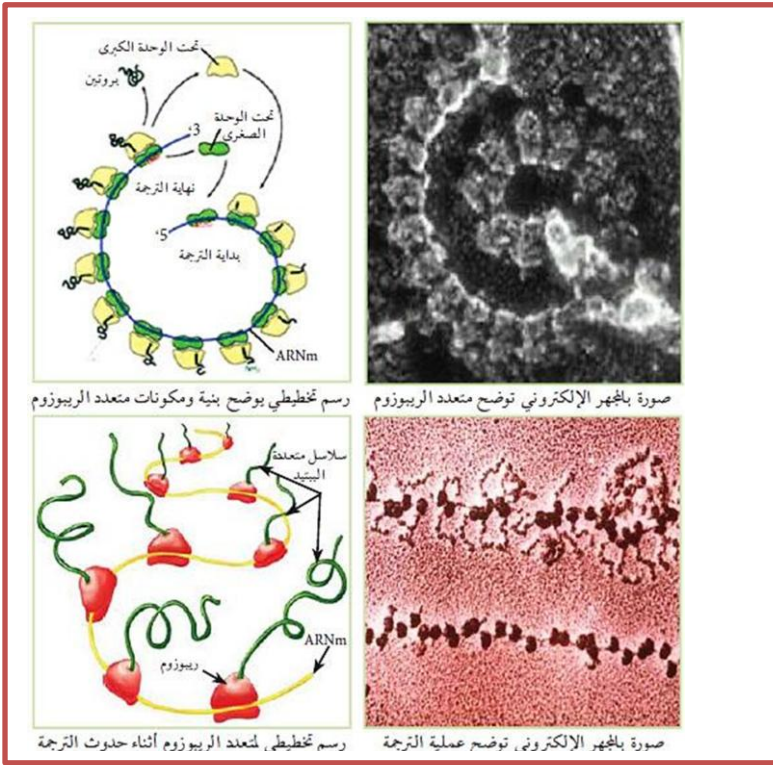 تحت الوحدة الكبرى
بروتين
تحت الوحدة
الصغرى
3'
نهاية الترجمة
5'
بداية الترجمة
ARNm
صورة بالمجهر الإلكتروني توضح متعدد الريبوزوم
رسم تخطيطي يوضح بنية ومكونات متعدد الريبوزوم
سلاسل متعددة
الببتيد
ARNm
ريبوزوم
صورة بالمجهر الإلكتروني توضح عملية الترجمة
رسم تخطيطي لمتعدد الريبوزوم أثناء حدوث الترجمة